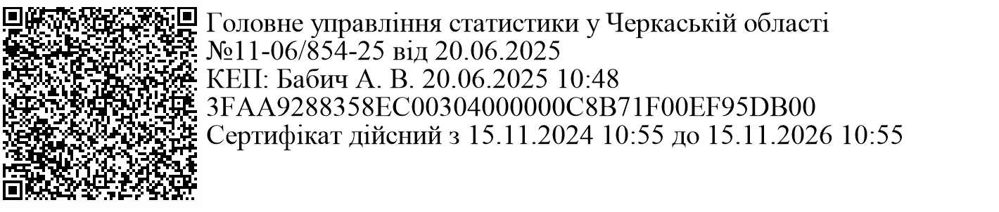 Головне управління статистики у Черкаській області
№11-06/854-25 від 20.06.2025
КЕП: Бабич А. В. 20.06.2025 10:48
3FAA9288358EC00304000000C8B71F00EF95DB00
Сертифікат дійсний з 15.11.2024 10:55 до 15.11.2026 10:55